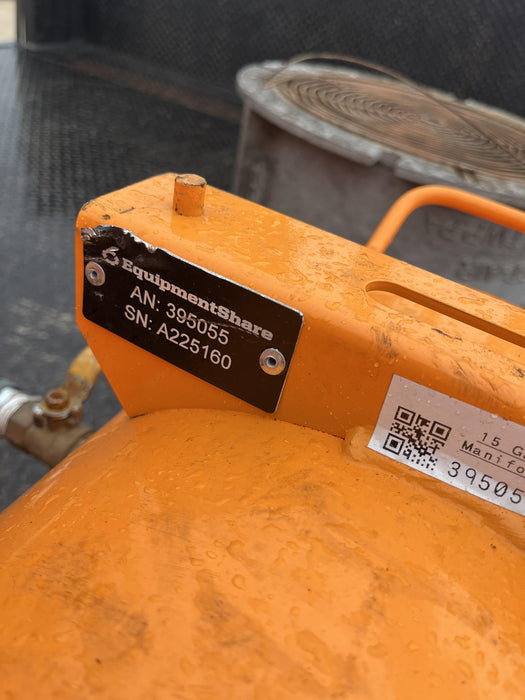 EquipmentShare
AN: 395055
SN: A225160
15 G
Manifo
39505